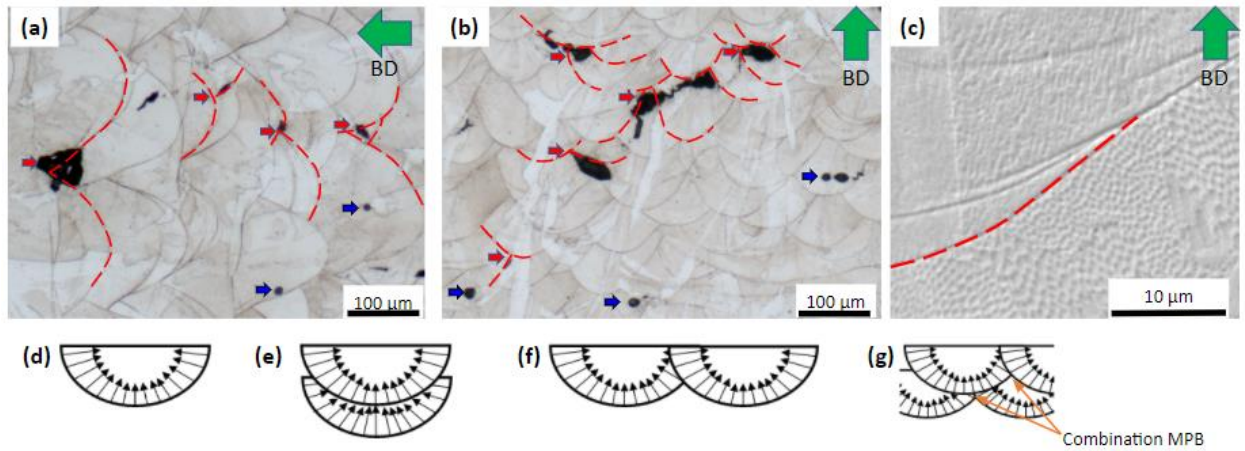 (a)
BD
100 µm
(b)
BD
100 µm
(c)
BD
10 µm
(d)
(e)
(f)
(g)
Combination MPB